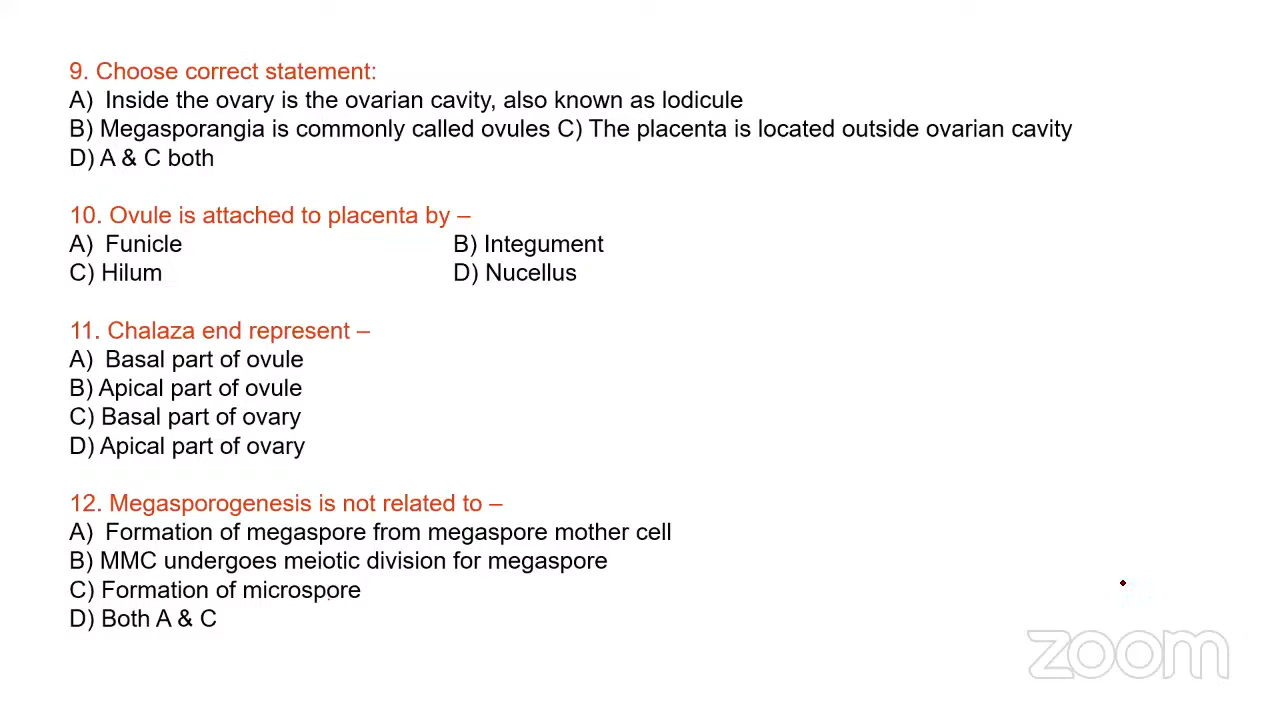 9. Choose correct statement:
A) Inside the ovary is the ovarian cavity, also known as lodicule
B) Megasporangia is commonly called ovules C) The placenta is located outside ovarian cavity
D) A & C both
10. Ovule is attached to placenta by –
A) Funicle B) Integument
C) Hilum D) Nucellus
11. Chalaza end represent –
A) Basal part of ovule
B) Apical part of ovule
C) Basal part of ovary
D) Apical part of ovary
12. Megasporogenesis is not related to –
A) Formation of megaspore from megaspore mother cell
B) MMC undergoes meiotic division for megaspore
C) Formation of microspore
D) Both A & C
zoom